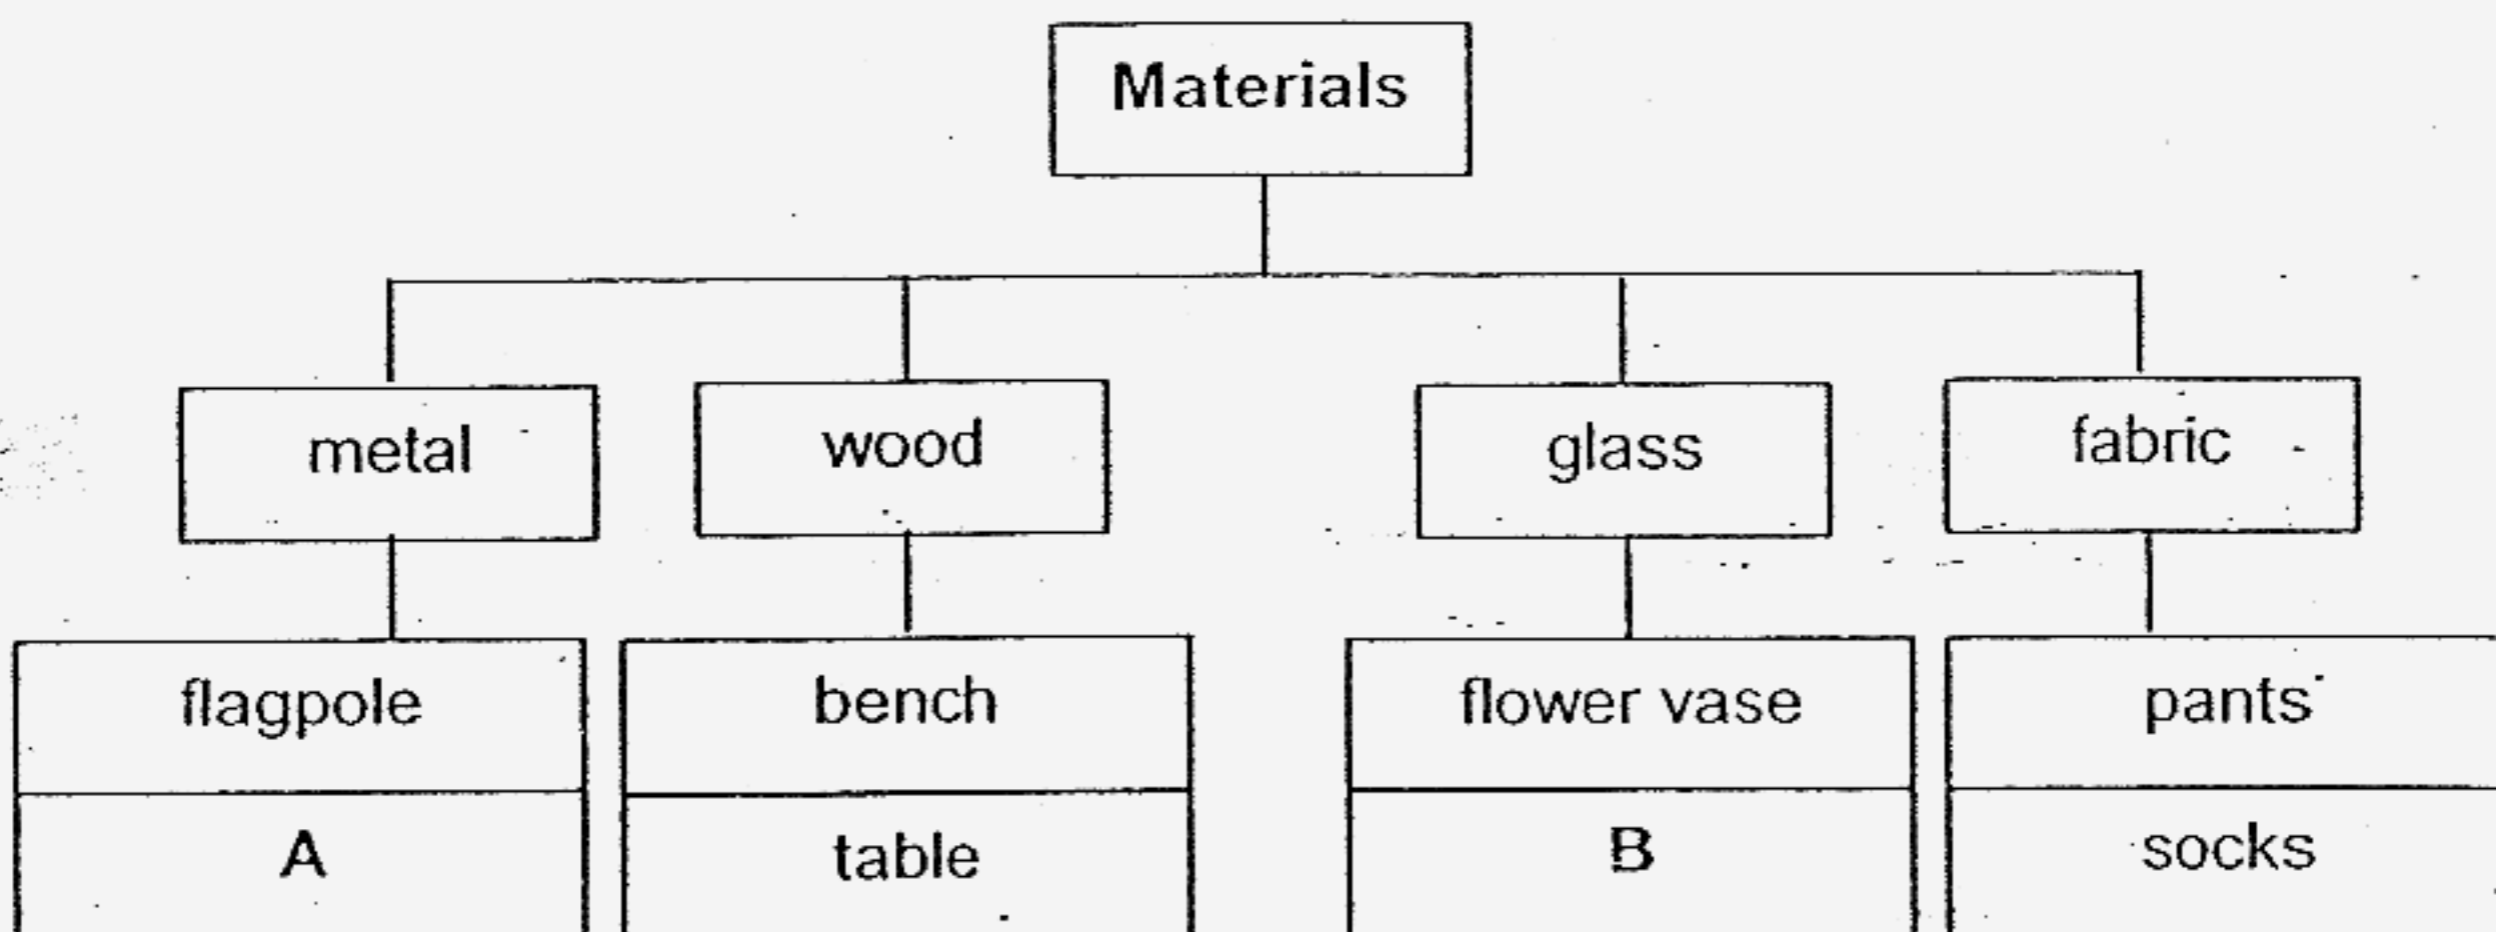 Materials
metal
wood
glass
fabric
flagpole
bench
flower vase
pants
A
table
B
socks